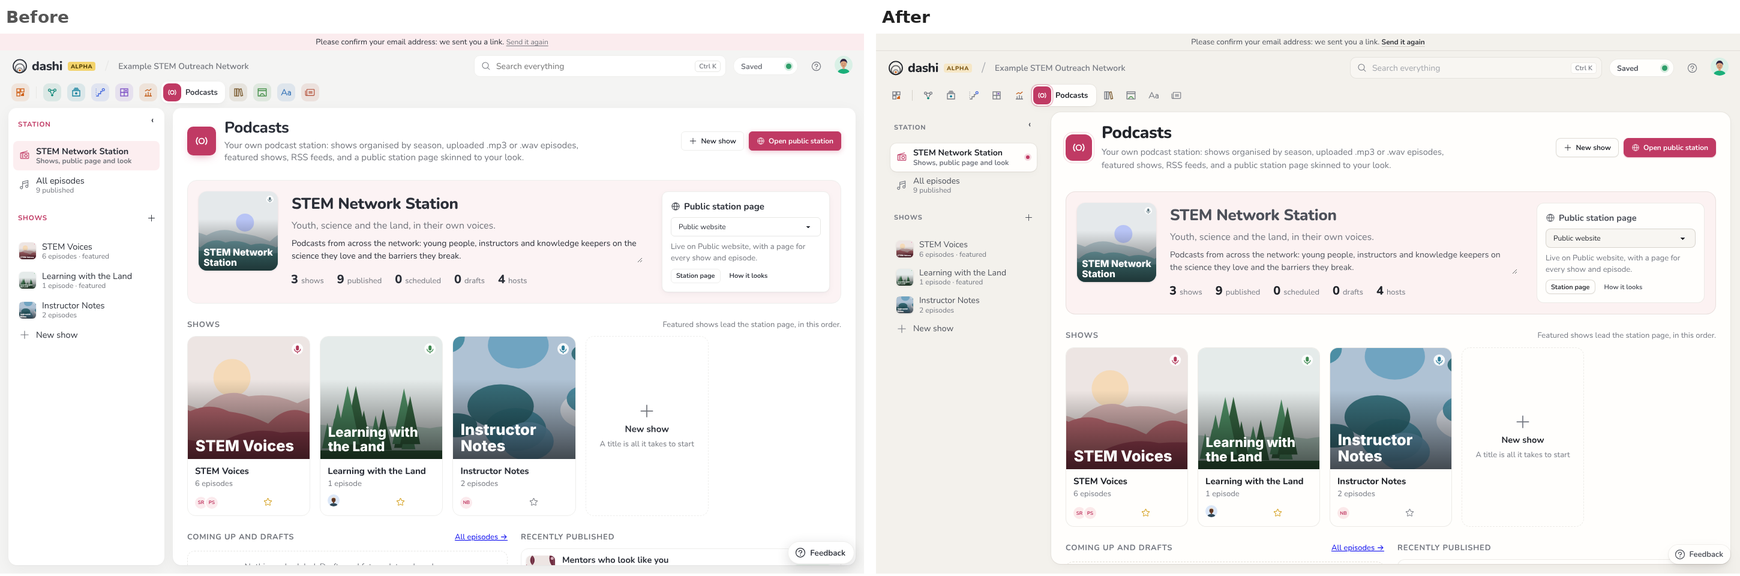 Before
Please confirm your email address: we sent you a link. Send it again
dashi ALPHA / Example STEM Outreach Network
Search everything Ctrl K
Saved
Podcasts
Aa
STATION
STEM Network Station
Shows, public page and look
All episodes
9 published
SHOWS
STEM Voices
6 episodes · featured
Learning with the Land
1 episode · featured
Instructor Notes
2 episodes
New show
Podcasts
Your own podcast station: shows organised by season, uploaded .mp3 or .wav episodes,
featured shows, RSS feeds, and a public station page skinned to your look.
New show
Open public station
STEM Network
Station
STEM Network Station
Youth, science and the land, in their own voices.
Podcasts from across the network: young people, instructors and knowledge keepers on the
science they love and the barriers they break.
3 shows 9 published 0 scheduled 0 drafts 4 hosts
Public station page
Public website
Live on Public website, with a page for
every show and episode.
Station page How it looks
SHOWS
Featured shows lead the station page, in this order.
STEM Voices
STEM Voices
6 episodes
SR PS
Learning with
the Land
Learning with the Land
1 episode
Instructor
Notes
Instructor Notes
2 episodes
NB
New show
A title is all it takes to start
COMING UP AND DRAFTS
All episodes →
RECENTLY PUBLISHED
Mentors who look like you
Feedback
After
Please confirm your email address: we sent you a link. Send it again
dashi ALPHA / Example STEM Outreach Network
Search everything Ctrl K
Saved
Podcasts
Aa
STATION
STEM Network Station
Shows, public page and look
All episodes
9 published
SHOWS
STEM Voices
6 episodes · featured
Learning with the Land
1 episode · featured
Instructor Notes
2 episodes
New show
Podcasts
Your own podcast station: shows organised by season, uploaded .mp3 or .wav episodes,
featured shows, RSS feeds, and a public station page skinned to your look.
New show
Open public station
STEM Network
Station
STEM Network Station
Youth, science and the land, in their own voices.
Podcasts from across the network: young people, instructors and knowledge keepers on the
science they love and the barriers they break.
3 shows 9 published 0 scheduled 0 drafts 4 hosts
Public station page
Public website
Live on Public website, with a page for
every show and episode.
Station page How it looks
SHOWS
Featured shows lead the station page, in this order.
STEM Voices
STEM Voices
6 episodes
SR PS
Learning with
the Land
Learning with the Land
1 episode
Instructor
Notes
Instructor Notes
2 episodes
NB
New show
A title is all it takes to start
COMING UP AND DRAFTS
All episodes →
RECENTLY PUBLISHED
Feedback